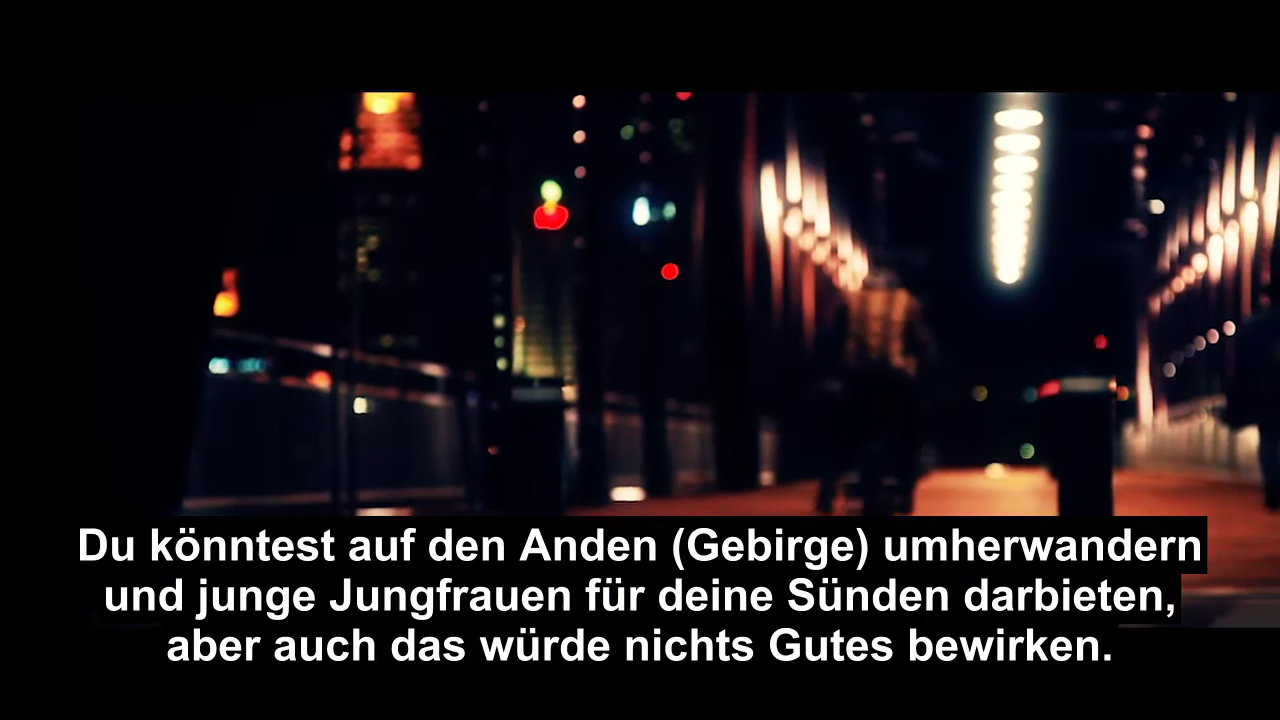 Du könntest auf den Anden (Gebirge) umherwandern
und junge Jungfrauen für deine Sünden darbieten,
aber auch das würde nichts Gutes bewirken.